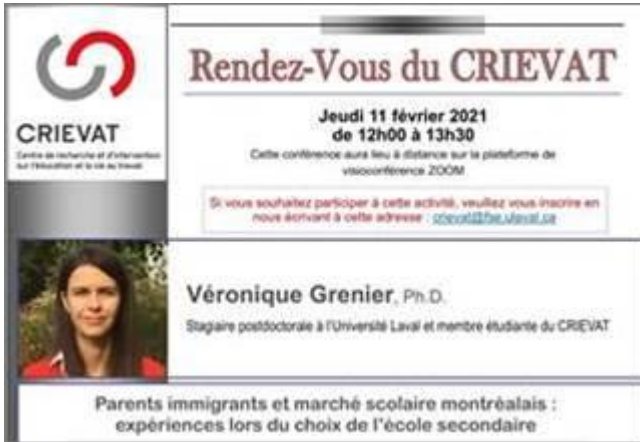 CRIEVAT
Centre de recherche et d'intervention
sur l'éducation et la vie au travail
Rendez-Vous du CRIEVAT
Jeudi 11 février 2021
de 12h00 à 13h30
Cette conférence aura lieu à distance sur la plateforme de
visioconférence ZOOM
Si vous souhaitez participer à cette activité, veuillez vous inscrire en
nous écrivant à cette adresse : crievat@fse.ulaval.ca
Véronique Grenier, Ph.D.
Stagiaire postdoctorale à l'Université Laval et membre étudiante du CRIEVAT
Parents immigrants et marché scolaire montréalais :
expériences lors du choix de l'école secondaire